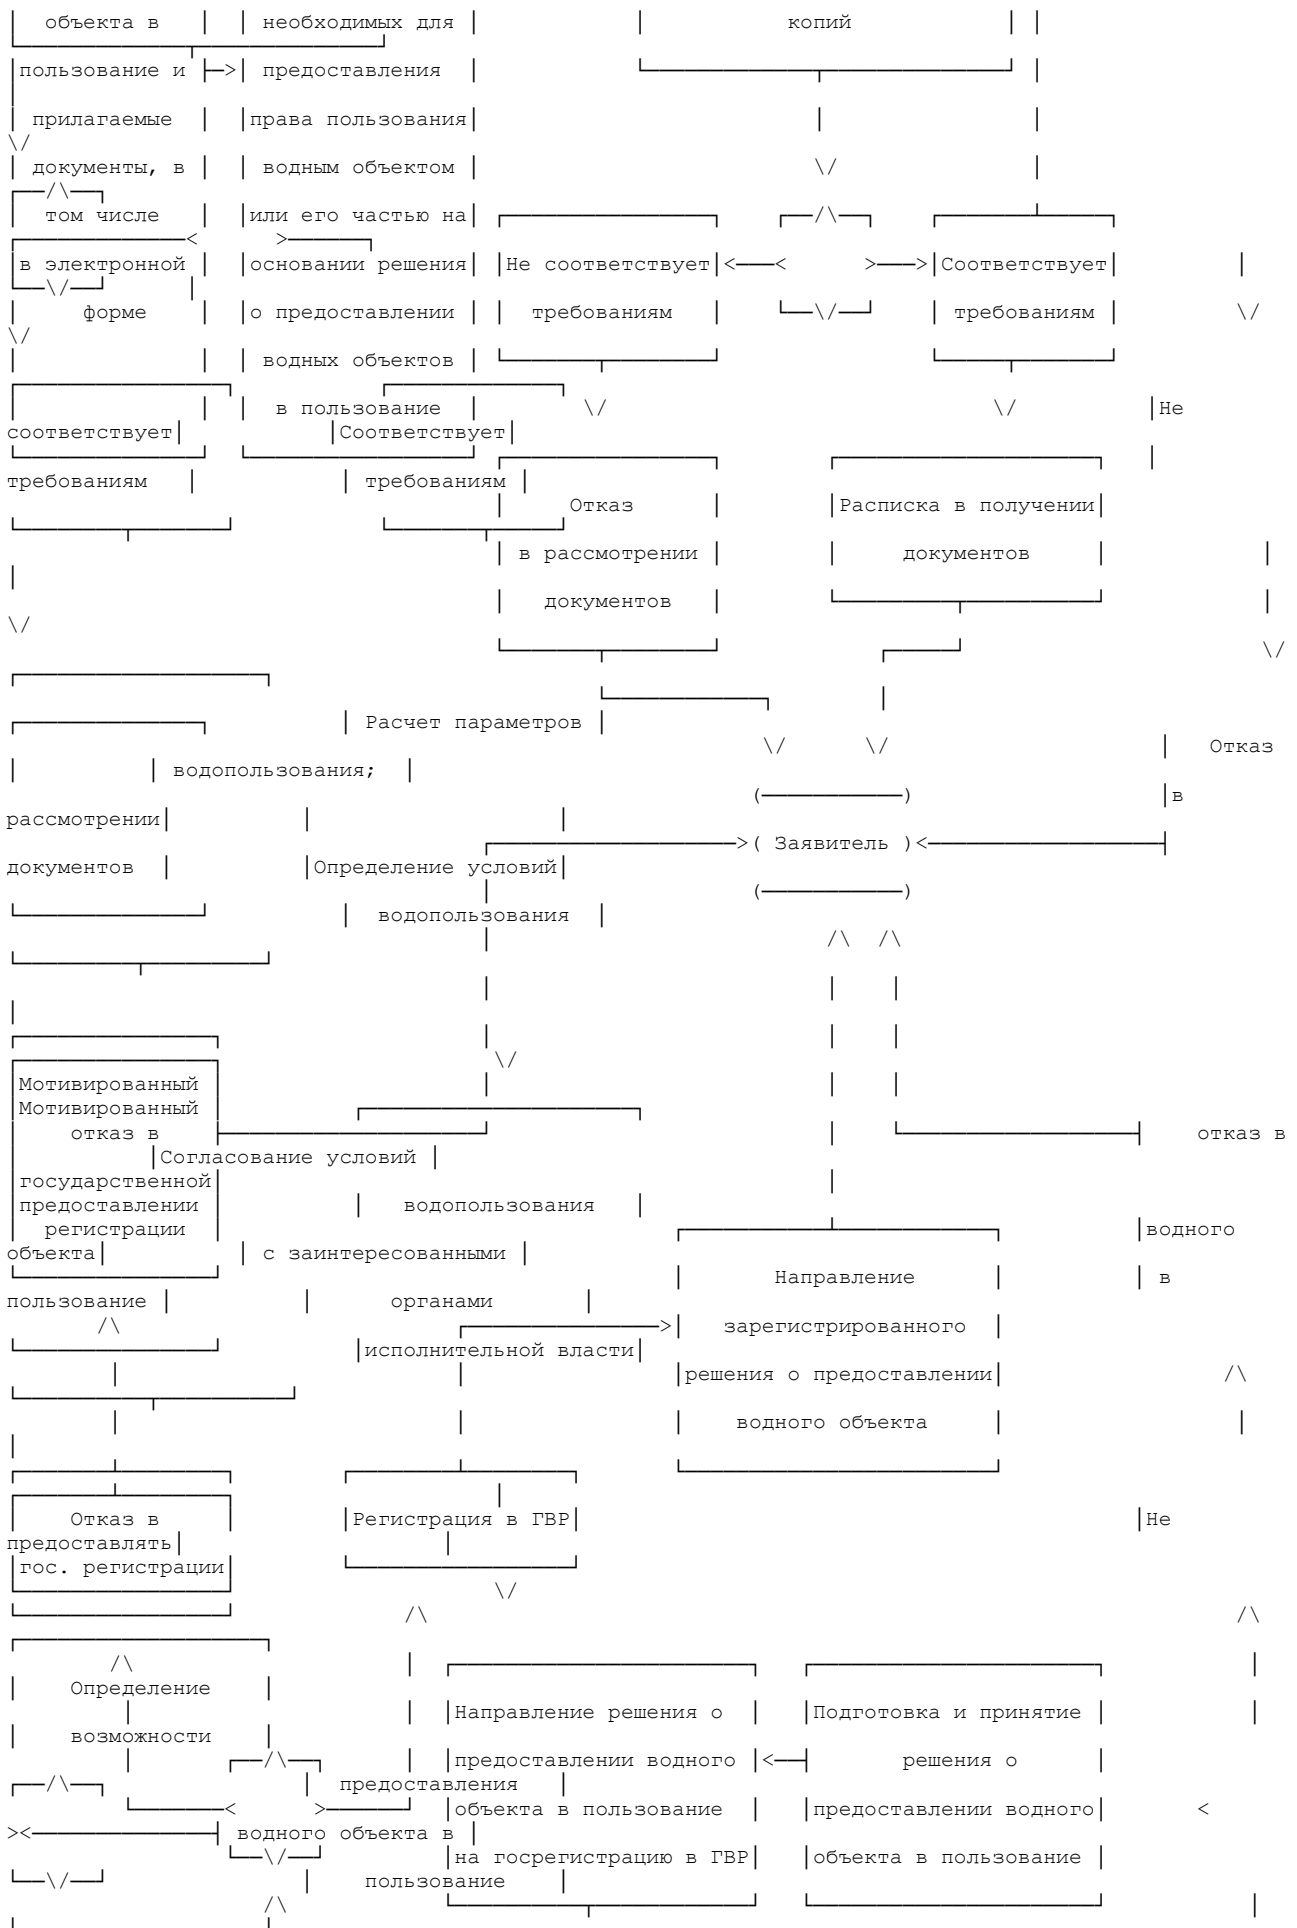 объекта в необходимых для копий
пользование и предоставления
прилагаемые права пользования
документы, в водным объектом
том числе или его частью на
в электронной основании решения Не соответствует Соответствует
форме о предоставлении требованиям требованиям
водных объектов
в пользование Не
соответствует Соответствует
требованиям требованиям
Отказ Расписка в получении
в рассмотрении документов
документов
Расчет параметров
Отказ
водопользования;
в
рассмотрении
( Заявитель )
документов Определение условий
водопользования
Мотивированный
Мотивированный
отказ в отказ в
Согласование условий
государственной
предоставлении водопользования
регистрации водного
объекта с заинтересованными
Направление в
пользование органами
зарегистрированного
исполнительной власти
решения о предоставлении
водного объекта
Отказ в Регистрация в ГВР Не
предоставлять
гос. регистрации
Определение
Направление решения о Подготовка и принятие
возможности
предоставлении водного решения о
предоставления
объекта в пользование предоставлении водного
водного объекта в
на госрегистрацию в ГВР объекта в пользование
пользование